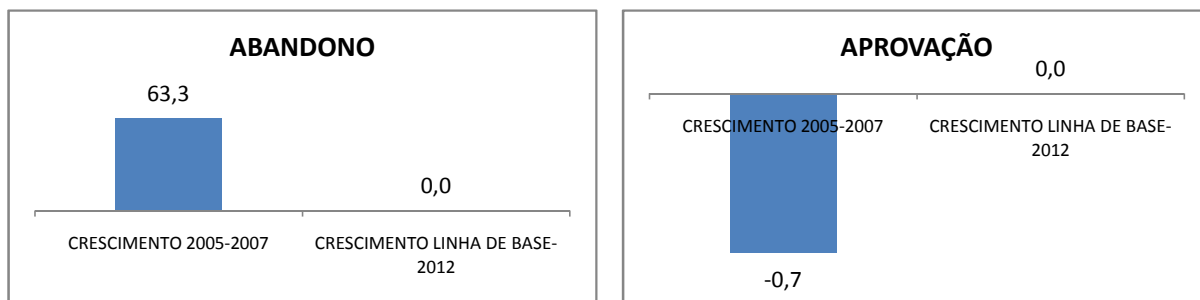 ABANDONO
63,3
0,0
CRESCIMENTO 2005-2007
CRESCIMENTO LINHA DE BASE-
2012
APROVAÇÃO
0,0
CRESCIMENTO 2005-2007
CRESCIMENTO LINHA DE BASE-
2012
-0,7